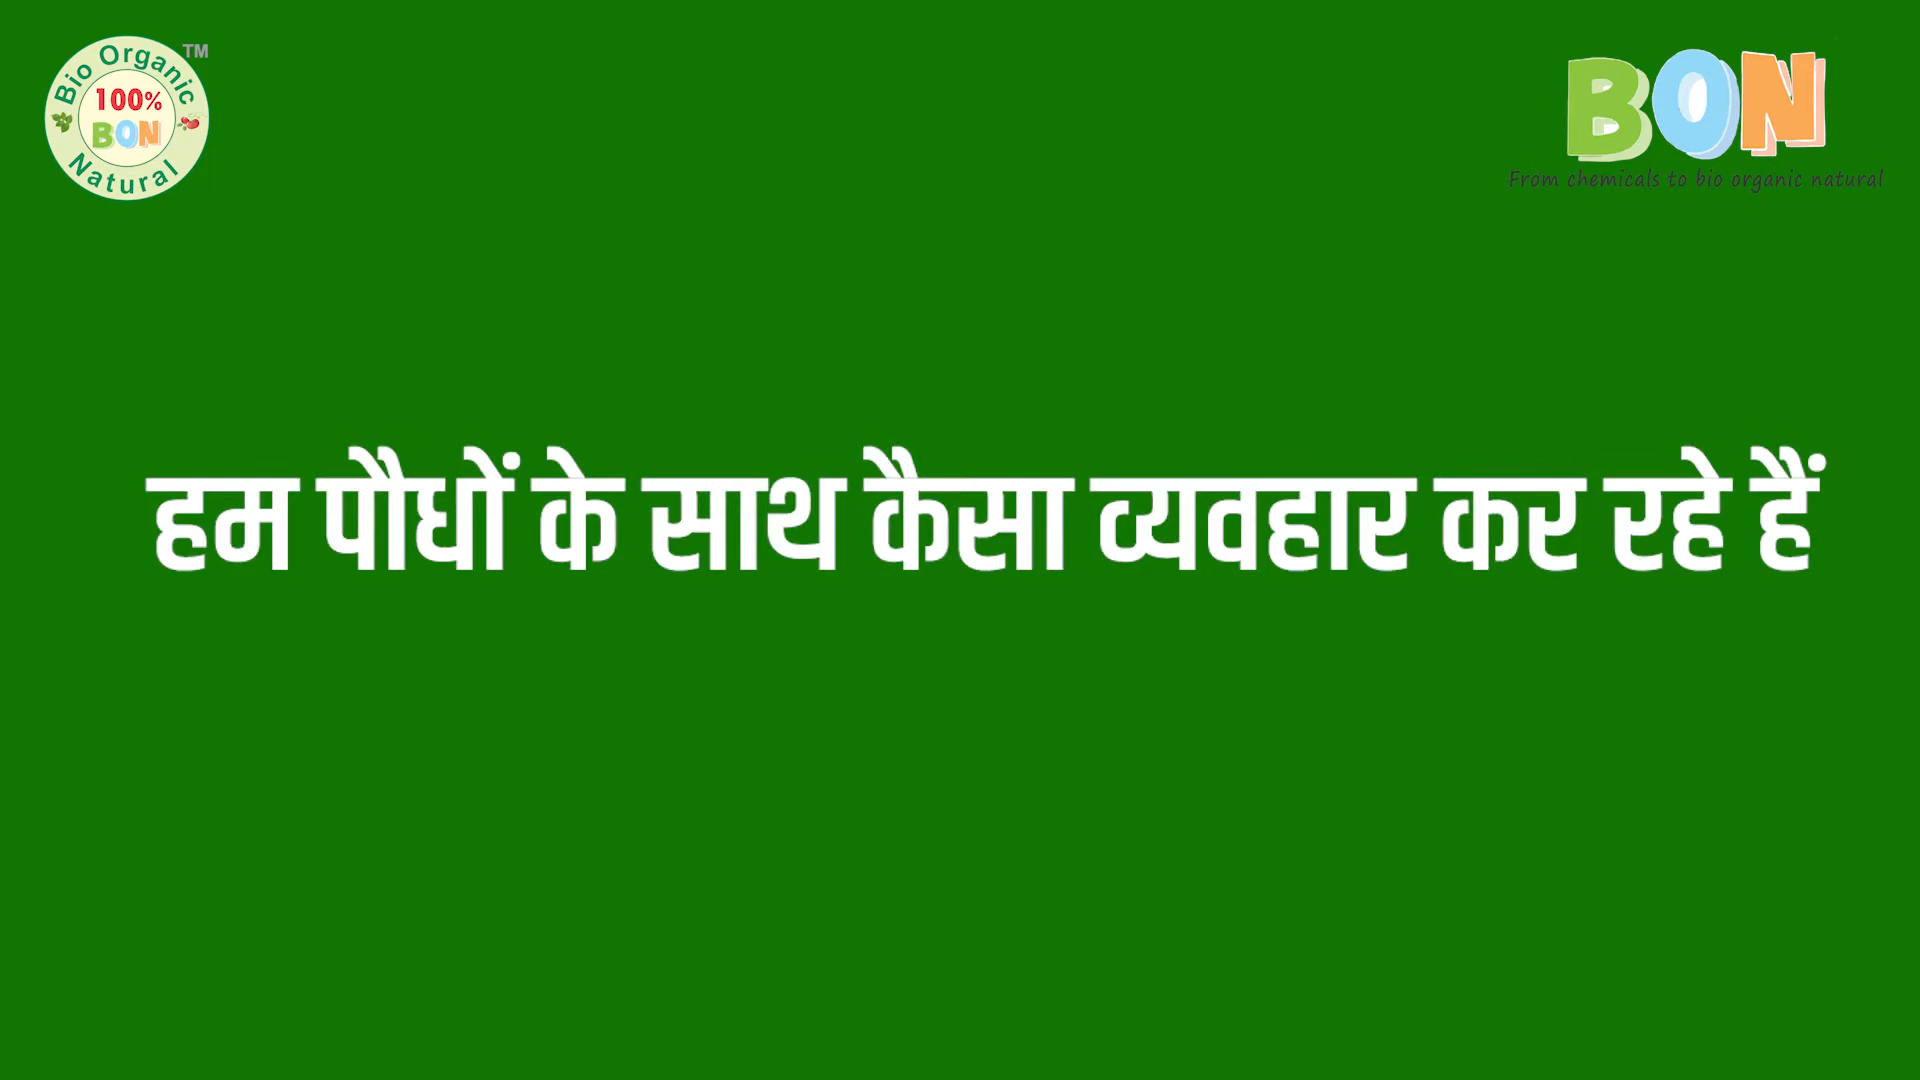 Bio Organic
TM
100%
BON
Natural
BON
From chemicals to bio organic natural
हम पौधों के साथ कैसा व्यवहार कर रहे हैं